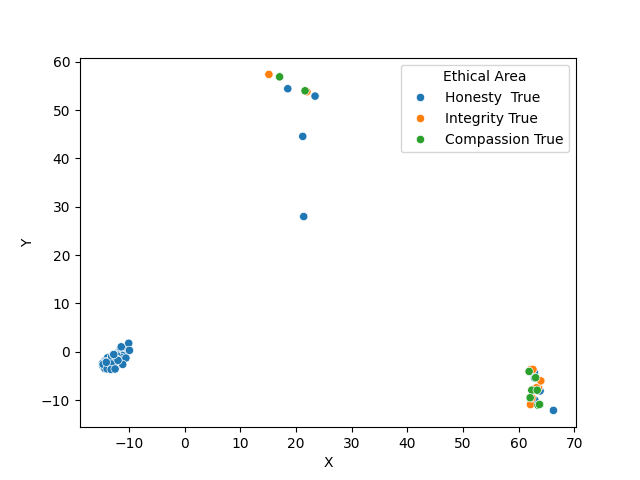 60
50
40
30
20
10
0
−10
Y
−10 0 10 20 30 40 50 60 70
X
Ethical Area
Honesty  True
Integrity True
Compassion True